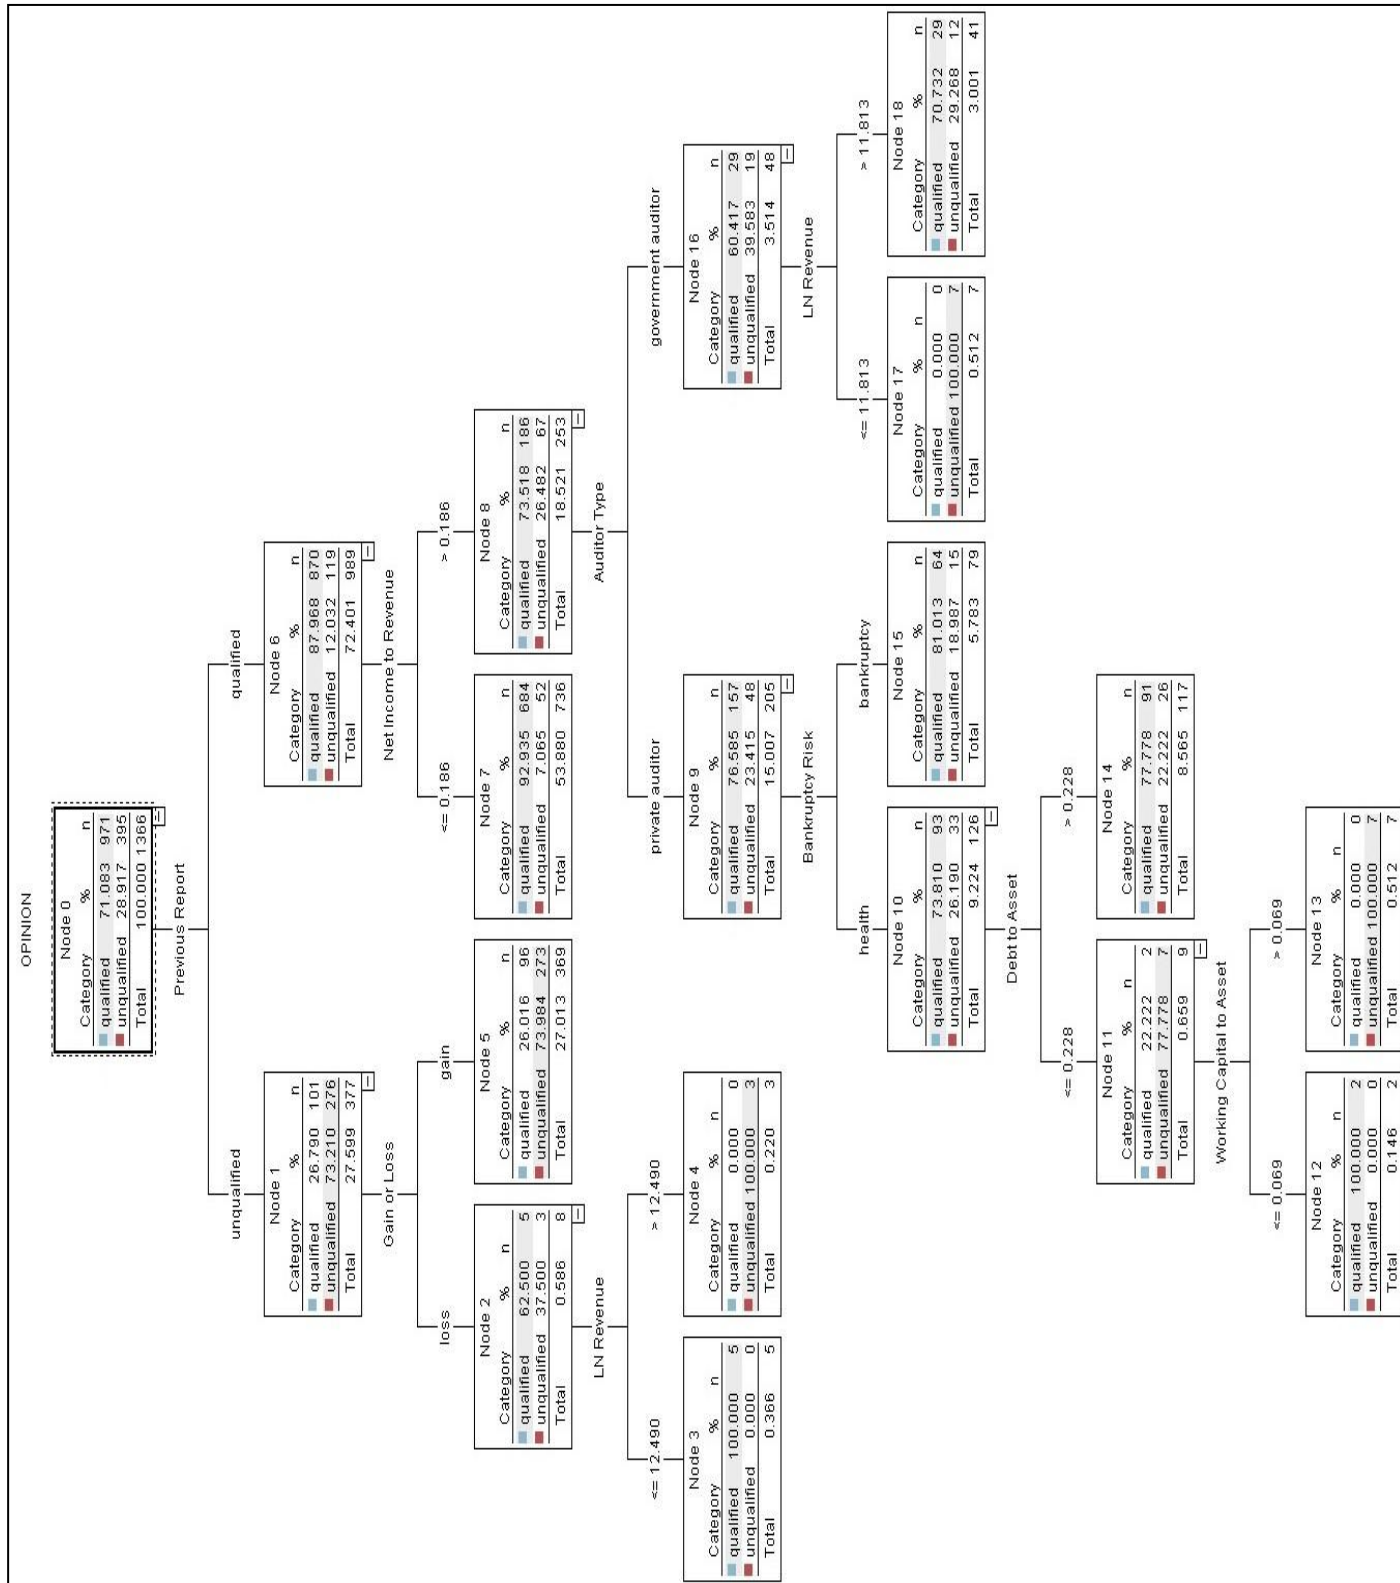 OPINION
Node 0
Category % n
qualified 71.083 971
unqualified 28.917 395
Total 100.000 1366
Previous Report
unqualified
qualified
Node 1
Category % n
qualified 26.790 101
unqualified 73.210 276
Total 27.599 377
Node 6
Category % n
qualified 87.968 870
unqualified 12.032 119
Total 72.401 989
Gain or Loss
Net Income to Revenue
loss
gain
<= 0.186
> 0.186
Node 2
Category % n
qualified 62.500 5
unqualified 37.500 3
Total 0.586 8
Node 5
Category % n
qualified 26.016 96
unqualified 73.984 273
Total 27.013 369
Node 7
Category % n
qualified 92.935 684
unqualified 7.065 52
Total 53.880 736
Node 8
Category % n
qualified 73.518 186
unqualified 26.482 67
Total 18.521 253
LN Revenue
Auditor Type
<= 12.490
> 12.490
private auditor
government auditor
Node 3
Category % n
qualified 100.000 5
unqualified 0.000 0
Total 0.366 5
Node 4
Category % n
qualified 0.000 0
unqualified 100.000 3
Total 0.220 3
Node 9
Category % n
qualified 76.585 157
unqualified 23.415 48
Total 15.007 205
Node 16
Category % n
qualified 60.417 29
unqualified 39.583 19
Total 3.514 48
Bankruptcy Risk
LN Revenue
health
bankruptcy
<= 11.813
> 11.813
Node 10
Category % n
qualified 73.810 93
unqualified 26.190 33
Total 9.224 126
Node 15
Category % n
qualified 81.013 64
unqualified 18.987 15
Total 5.783 79
Node 17
Category % n
qualified 0.000 0
unqualified 100.000 7
Total 0.512 7
Node 18
Category % n
qualified 70.732 29
unqualified 29.268 12
Total 3.001 41
Debt to Asset
<= 0.228
> 0.228
Node 11
Category % n
qualified 22.222 2
unqualified 77.778 7
Total 0.659 9
Node 14
Category % n
qualified 77.778 91
unqualified 22.222 26
Total 8.565 117
Working Capital to Asset
<= 0.069
> 0.069
Node 12
Category % n
qualified 100.000 2
unqualified 0.000 0
Total 0.146 2
Node 13
Category % n
qualified 0.000 0
unqualified 100.000 7
Total 0.512 7